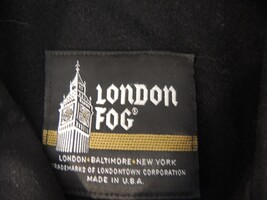 LONDON
FOG®
LONDON•BALTIMORE•NEW YORK
TRADEMARKS OF LONDONTOWN CORPORATION
MADE IN U.S.A.